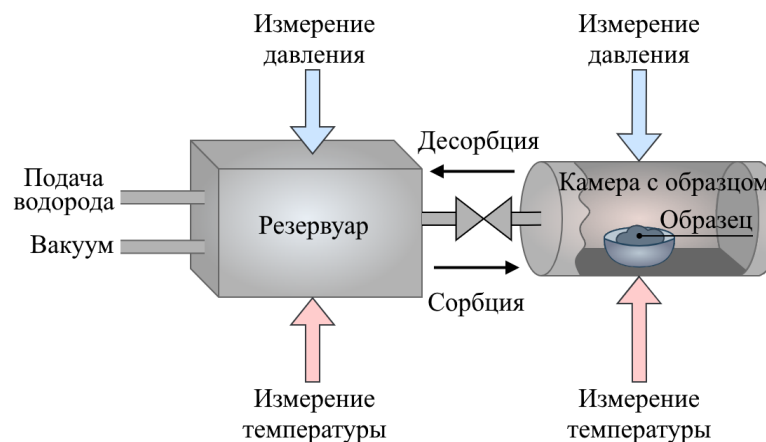 Измерение
давления
Измерение
давления
Десорбция
Подача
водорода
Вакуум
Резервуар
Камера с образцом
Образец
Сорбция
Измерение
температуры
Измерение
температуры